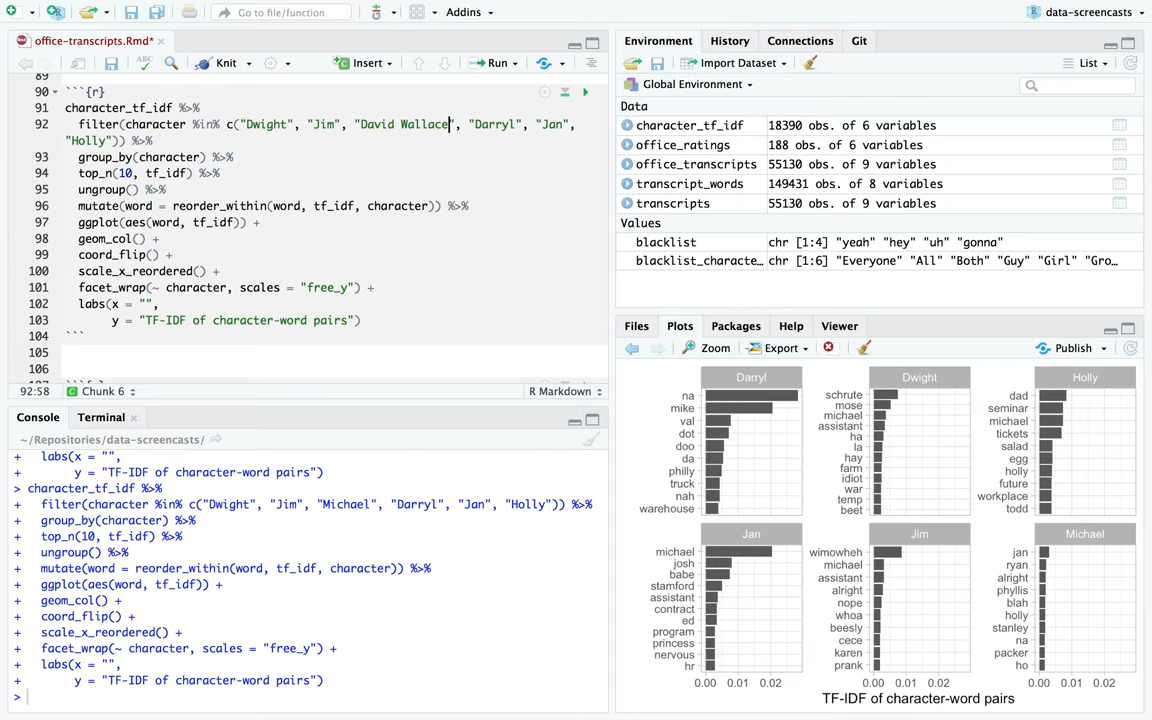 Go to file/function
Addins
data-screencasts
office-transcripts.Rmd*
ABC
Knit
Insert
Run
89
90 ```{r}
91 character_tf_idf %>%
92 filter(character %in% c("Dwight", "Jim", "David Wallace", "Darryl", "Jan",
"Holly")) %>%
93 group_by(character) %>%
94 top_n(10, tf_idf) %>%
95 ungroup() %>%
96 mutate(word = reorder_within(word, tf_idf, character)) %>%
97 ggplot(aes(word, tf_idf)) +
98 geom_col() +
99 coord_flip() +
100 scale_x_reordered() +
101 facet_wrap(~ character, scales = "free_y") +
102 labs(x = "",
103 y = "TF-IDF of character-word pairs")
104 ```
105
106
92:58 Chunk 6 R Markdown
Console Terminal
~/Repositories/data-screencasts/
+ labs(x = "",
+ y = "TF-IDF of character-word pairs")
> character_tf_idf %>%
+ filter(character %in% c("Dwight", "Jim", "Michael", "Darryl", "Jan", "Holly")) %>%
+ group_by(character) %>%
+ top_n(10, tf_idf) %>%
+ ungroup() %>%
+ mutate(word = reorder_within(word, tf_idf, character)) %>%
+ ggplot(aes(word, tf_idf)) +
+ geom_col() +
+ coord_flip() +
+ scale_x_reordered() +
+ facet_wrap(~ character, scales = "free_y") +
+ labs(x = "",
+ y = "TF-IDF of character-word pairs")
>
Environment History Connections Git
Import Dataset List
Global Environment
Data
character_tf_idf 18390 obs. of 6 variables
office_ratings 188 obs. of 6 variables
office_transcripts 55130 obs. of 9 variables
transcript_words 149431 obs. of 8 variables
transcripts 55130 obs. of 9 variables
Values
blacklist chr [1:4] "yeah" "hey" "uh" "gonna"
blacklist_characte… chr [1:6] "Everyone" "All" "Both" "Guy" "Girl" "Gro…
Files Plots Packages Help Viewer
Zoom Export Publish
Darryl
na
mike
val
dot
doo
da
philly
truck
nah
warehouse
Dwight
schrute
mose
michael
assistant
ha
la
hay
farm
idiot
war
temp
beet
Holly
dad
seminar
michael
tickets
salad
egg
holly
future
workplace
todd
Jan
michael
josh
babe
stamford
assistant
contract
ed
program
princess
nervous
hr
Jim
wimowheh
michael
assistant
alright
nope
whoa
beesly
cece
karen
prank
Michael
jan
ryan
alright
phyllis
blah
holly
stanley
na
packer
ho
0.00 0.01 0.02 0.00 0.01 0.02 0.00 0.01 0.02
TF-IDF of character-word pairs